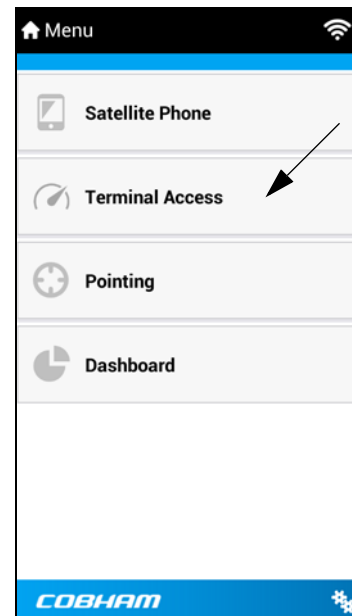 Menu
Satellite Phone
Terminal Access
Pointing
Dashboard
COBHAM